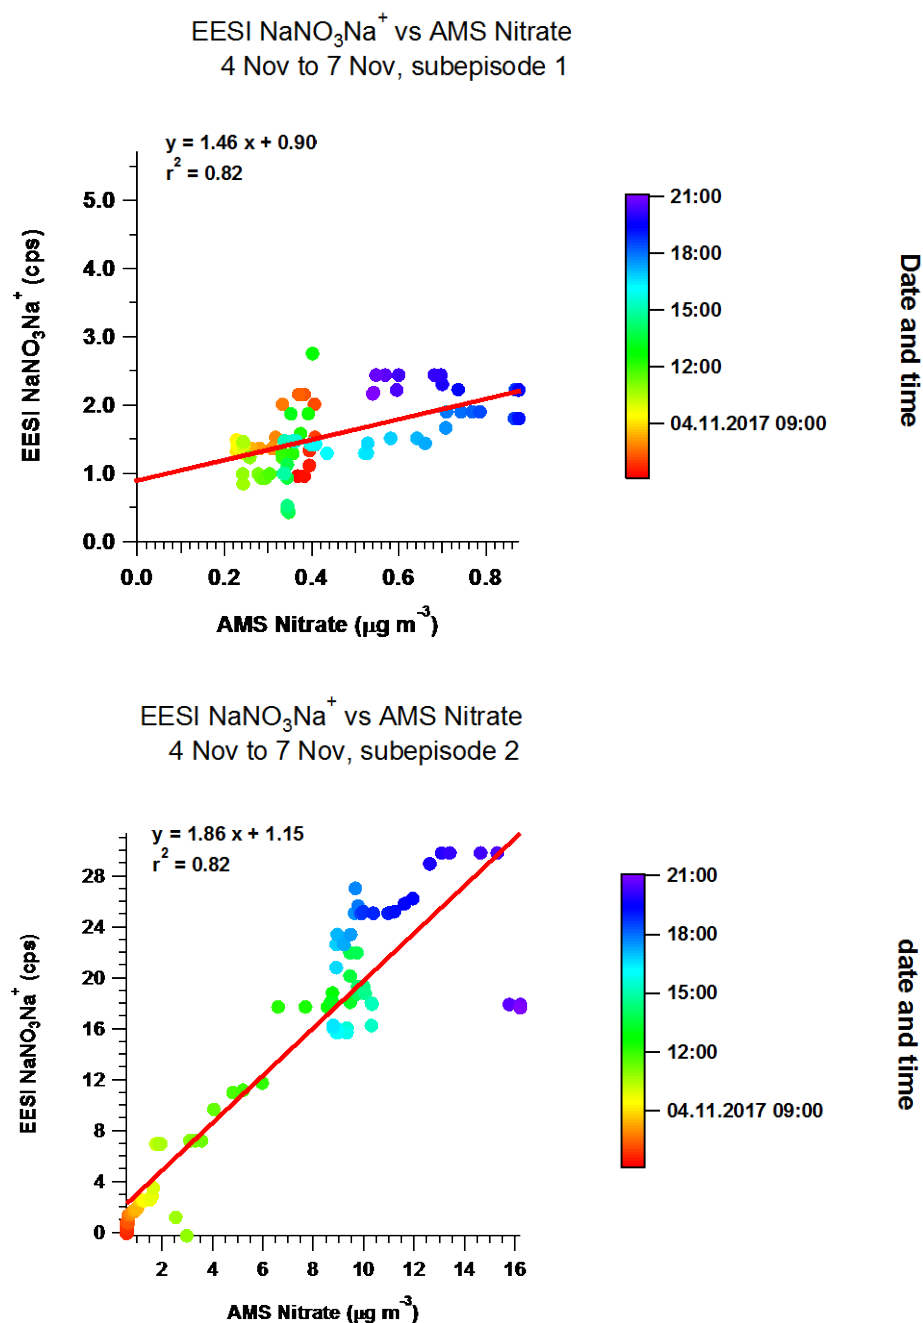 EESI NaNO₃Na⁺ vs AMS Nitrate
4 Nov to 7 Nov, subepisode 1
y = 1.46 x + 0.90
r² = 0.82
5.0
4.0
3.0
2.0
1.0
0.0
EESI NaNO₃Na⁺ (cps)
0.0 0.2 0.4 0.6 0.8
AMS Nitrate (μg m⁻³)
21:00
18:00
15:00
12:00
04.11.2017 09:00
Date and time
EESI NaNO₃Na⁺ vs AMS Nitrate
4 Nov to 7 Nov, subepisode 2
y = 1.86 x + 1.15
r² = 0.82
28
24
20
16
12
8
4
0
EESI NaNO₃Na⁺ (cps)
2 4 6 8 10 12 14 16
AMS Nitrate (μg m⁻³)
21:00
18:00
15:00
12:00
04.11.2017 09:00
date and time